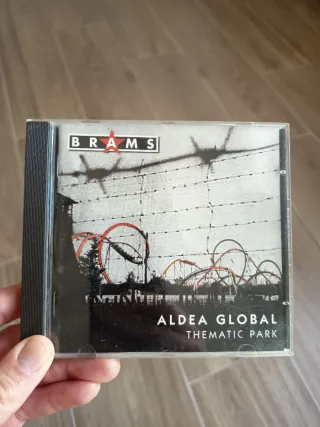 BRAMS
ALDEA GLOBAL
THEMATIC PARK